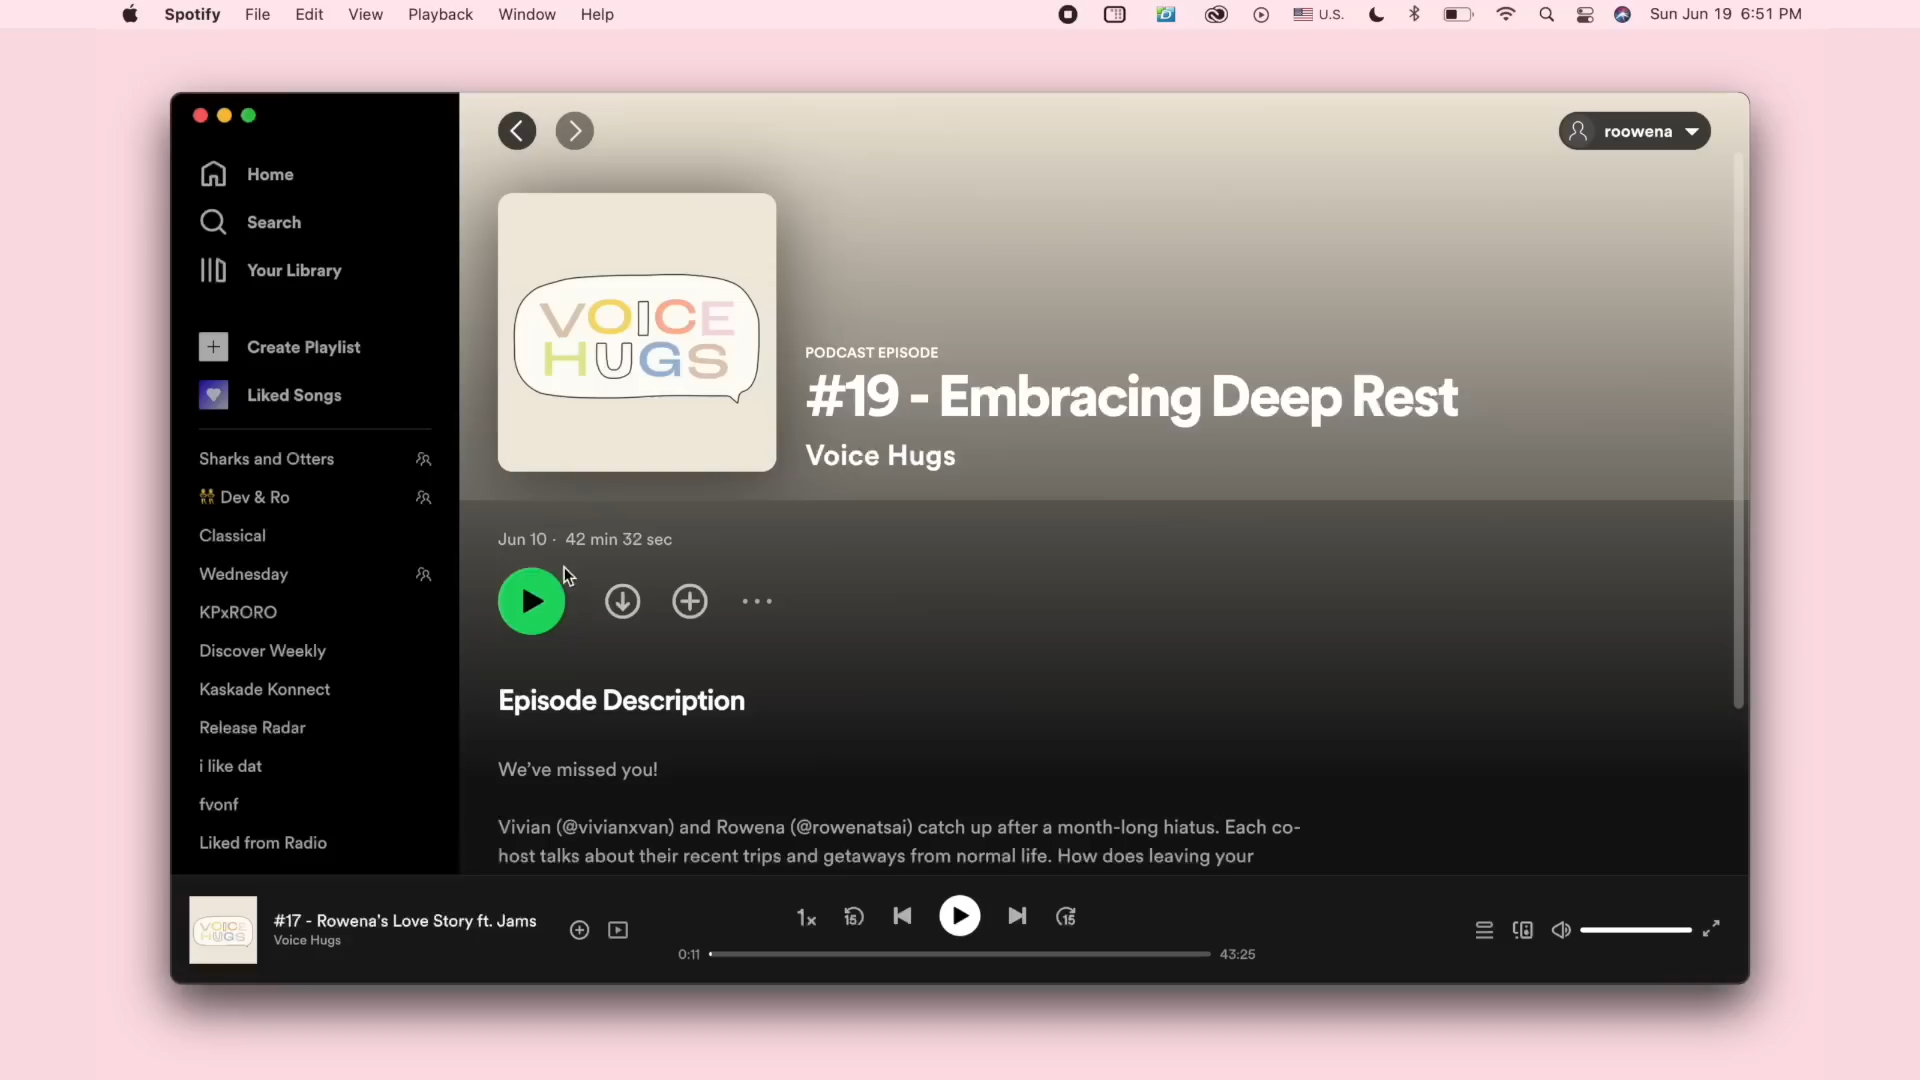 Spotify File Edit View Playback Window Help
U.S. Sun Jun 19 6:51 PM
Home
Search
Your Library
Create Playlist
Liked Songs
Sharks and Otters
Dev & Ro
Classical
Wednesday
KPxRORO
Discover Weekly
Kaskade Konnect
Release Radar
i like dat
fvonf
Liked from Radio
roowena
VOICE
HUGS
PODCAST EPISODE
#19 - Embracing Deep Rest
Voice Hugs
Jun 10 · 42 min 32 sec
Episode Description
We've missed you!
Vivian (@vivianxvan) and Rowena (@rowenatsai) catch up after a month-long hiatus. Each co-
host talks about their recent trips and getaways from normal life. How does leaving your
VOICE
HUGS
#17 - Rowena's Love Story ft. Jams
Voice Hugs
1x 15 15
0:11 43:25